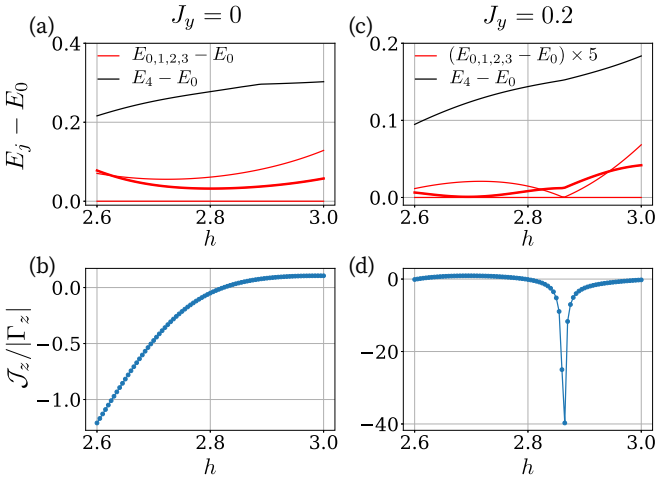 J_y = 0
J_y = 0.2
(a)
0.4
0.2
0.0
E_{0,1,2,3} − E_0
E_4 − E_0
2.6 2.8 3.0
h
E_j − E_0
(c)
0.2
0.1
0.0
(E_{0,1,2,3} − E_0) × 5
E_4 − E_0
2.6 2.8 3.0
h
(b)
0.0
−0.5
−1.0
2.6 2.8 3.0
h
𝒥_z/|Γ_z|
(d)
0
−20
−40
2.6 2.8 3.0
h